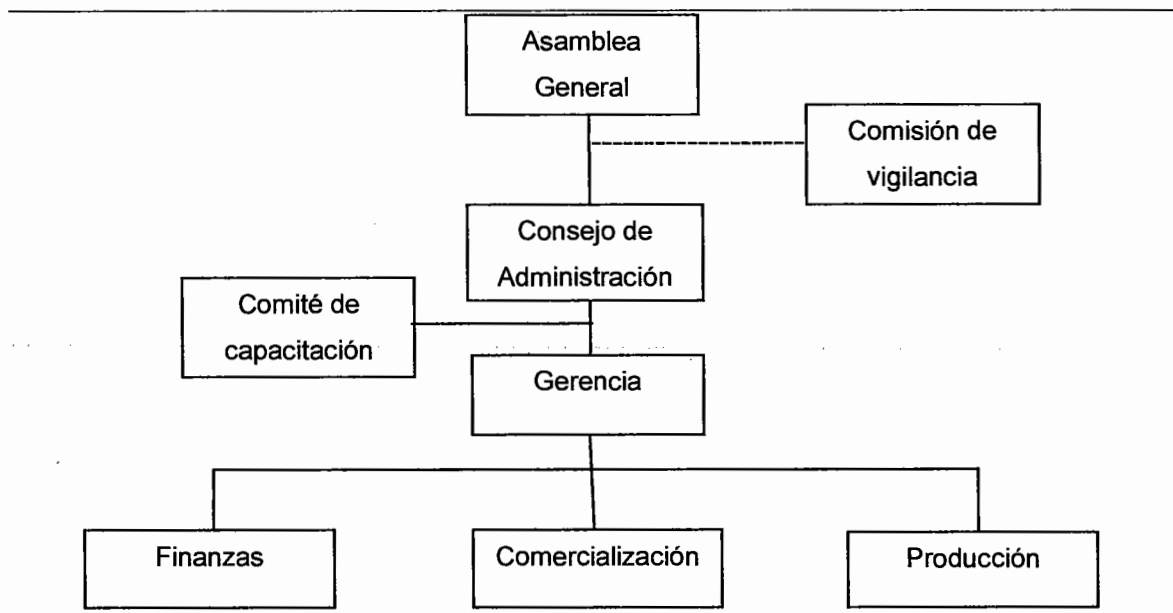 Asamblea
General
Comisión de
vigilancia
Consejo de
Administración
Comité de
capacitación
Gerencia
Finanzas
Comercialización
Producción